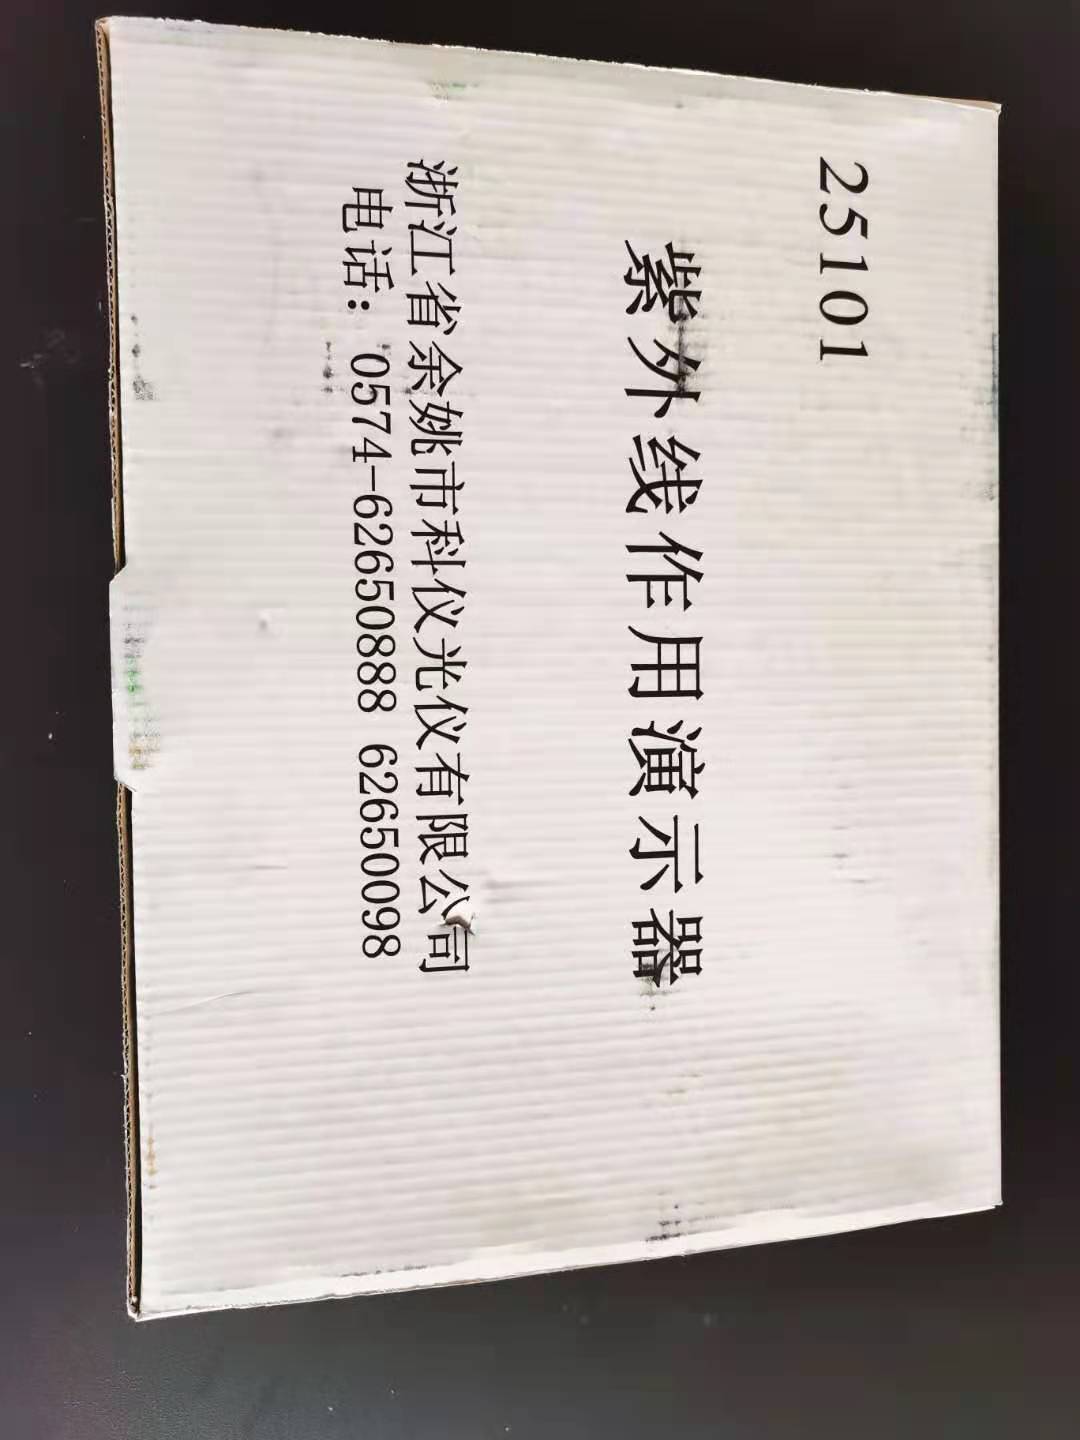 25101
紫外线作用演示器
浙江省余姚市科仪光仪有限公司
电话：0574-62650888 62650098